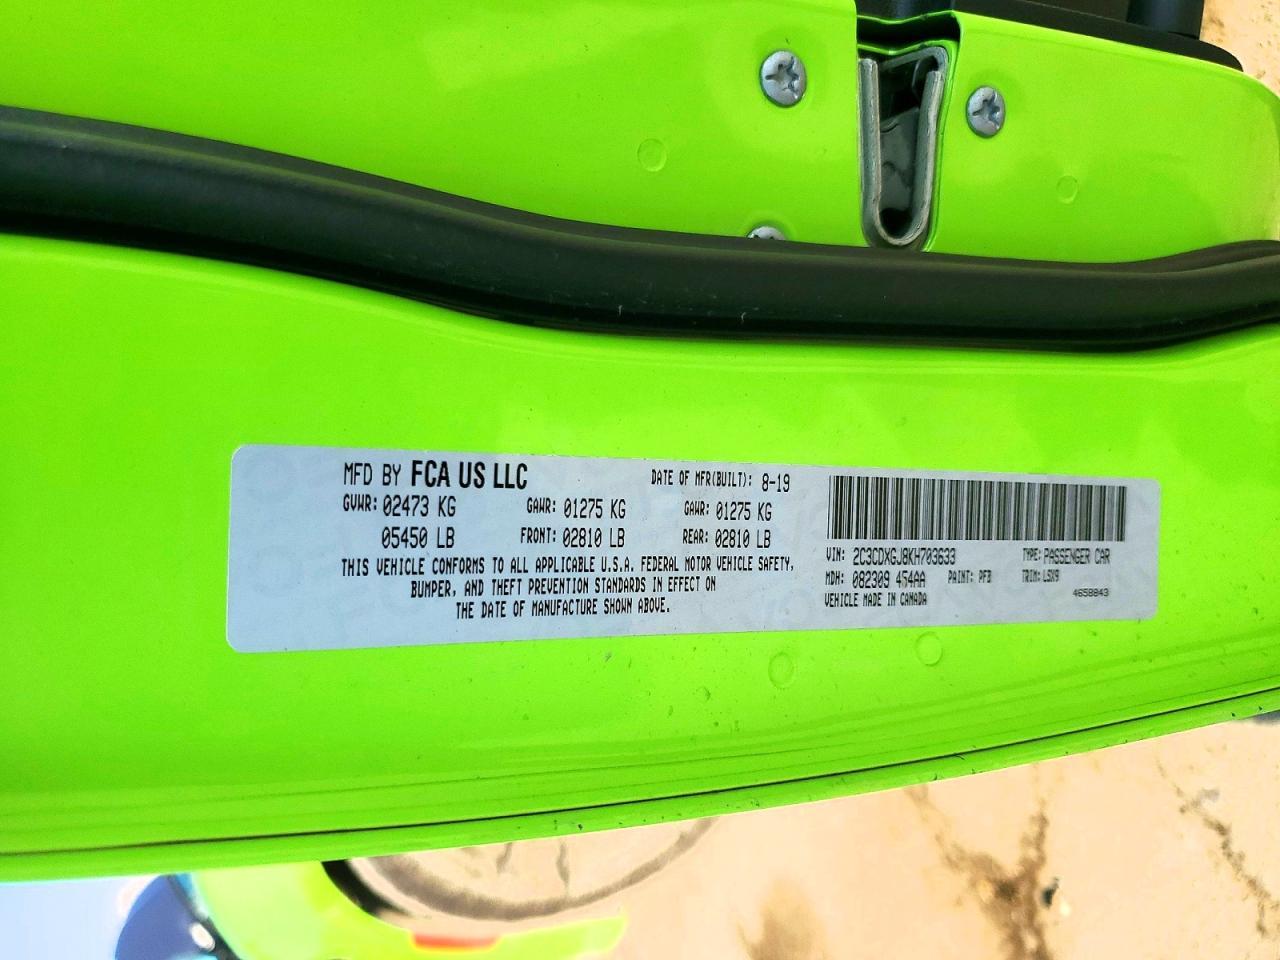 MFD BY FCA US LLC DATE OF MFR(BUILT): 8-19
GVWR: 02473 KG GAWR: 01275 KG GAWR: 01275 KG
05450 LB FRONT: 02810 LB REAR: 02810 LB
THIS VEHICLE CONFORMS TO ALL APPLICABLE U.S.A. FEDERAL MOTOR VEHICLE SAFETY,
BUMPER, AND THEFT PREVENTION STANDARDS IN EFFECT ON
THE DATE OF MANUFACTURE SHOWN ABOVE.
VIN: 2C3CDXGJ8KH703633 TYPE: PASSENGER CAR
MDH: 082309 454AA PAINT: PFB TRIM: LSX9
VEHICLE MADE IN CANADA 4658843